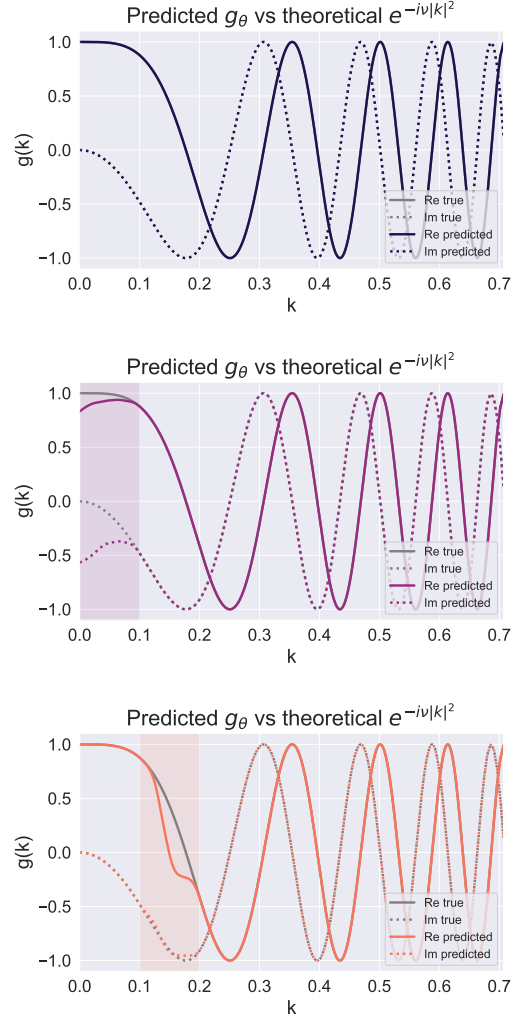 Predicted gθ vs theoretical e^{-iν|k|^2}
1.0
0.5
0.0
−0.5
−1.0
g(k)
Re true
Im true
Re predicted
Im predicted
0.0 0.1 0.2 0.3 0.4 0.5 0.6 0.7
k
Predicted gθ vs theoretical e^{-iν|k|^2}
1.0
0.5
0.0
−0.5
−1.0
g(k)
Re true
Im true
Re predicted
Im predicted
0.0 0.1 0.2 0.3 0.4 0.5 0.6 0.7
k
Predicted gθ vs theoretical e^{-iν|k|^2}
1.0
0.5
0.0
−0.5
−1.0
g(k)
Re true
Im true
Re predicted
Im predicted
0.0 0.1 0.2 0.3 0.4 0.5 0.6 0.7
k